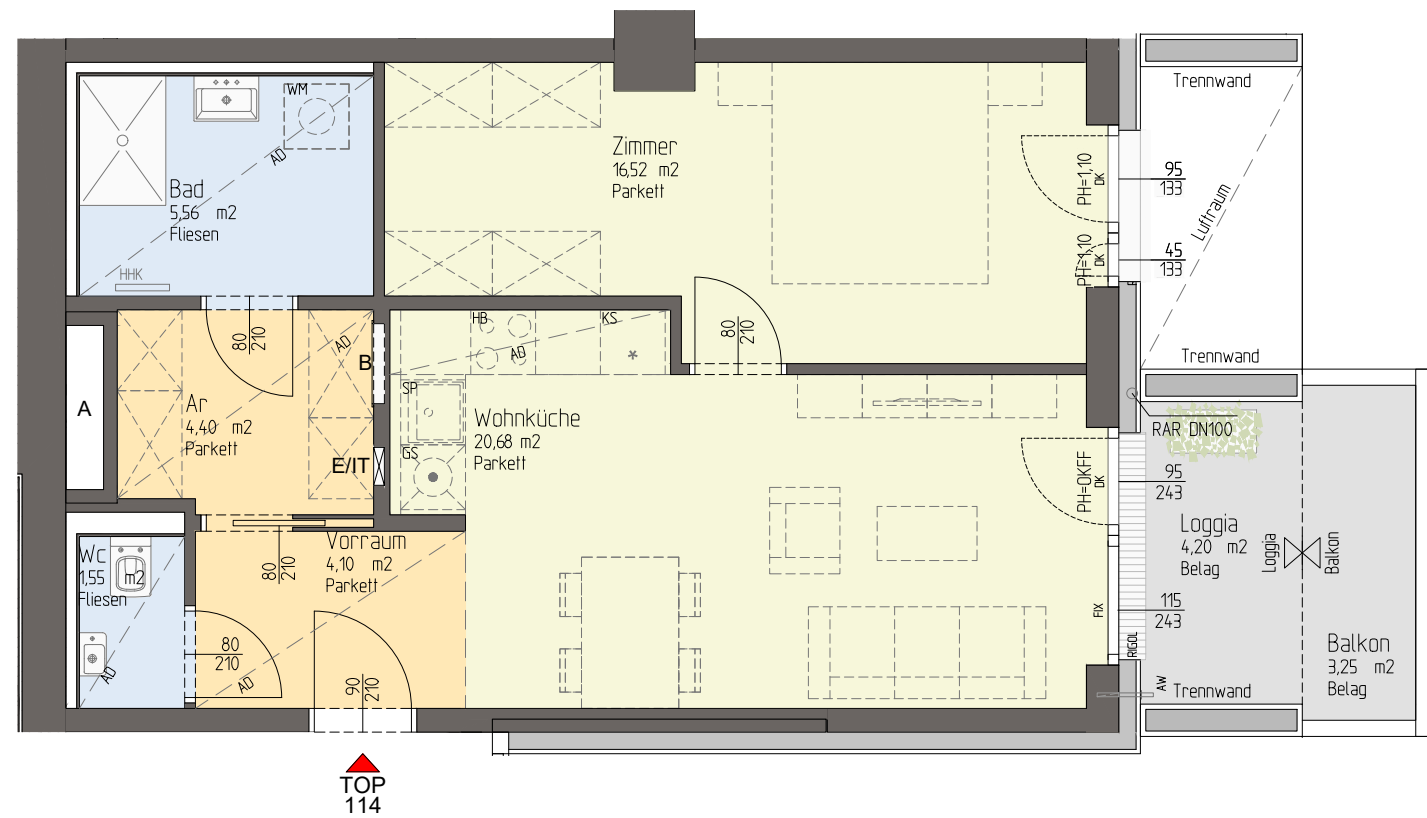 Trennwand
WM
AD
Bad
5,56 m2
Fliesen
HHK
Zimmer
16,52 m2
Parkett
PH=1,10
DK
95
133
PH=1,10
DK
45
133
Luftraum
Trennwand
80
210
AD
B
A
Ar
4,40 m2
Parkett
E/IT
HB
KS
AD
*
SP
GS
Wohnküche
20,68 m2
Parkett
80
210
RAR DN100
PH=OKFF
DK
95
243
Loggia
4,20 m2
Belag
Loggia
Balkon
Wc
1,55 m2
Fliesen
AD
80
210
Vorraum
4,10 m2
Parkett
80
210
AD
90
210
FIX
115
243
RIGOL
AW
Trennwand
Balkon
3,25 m2
Belag
TOP
114